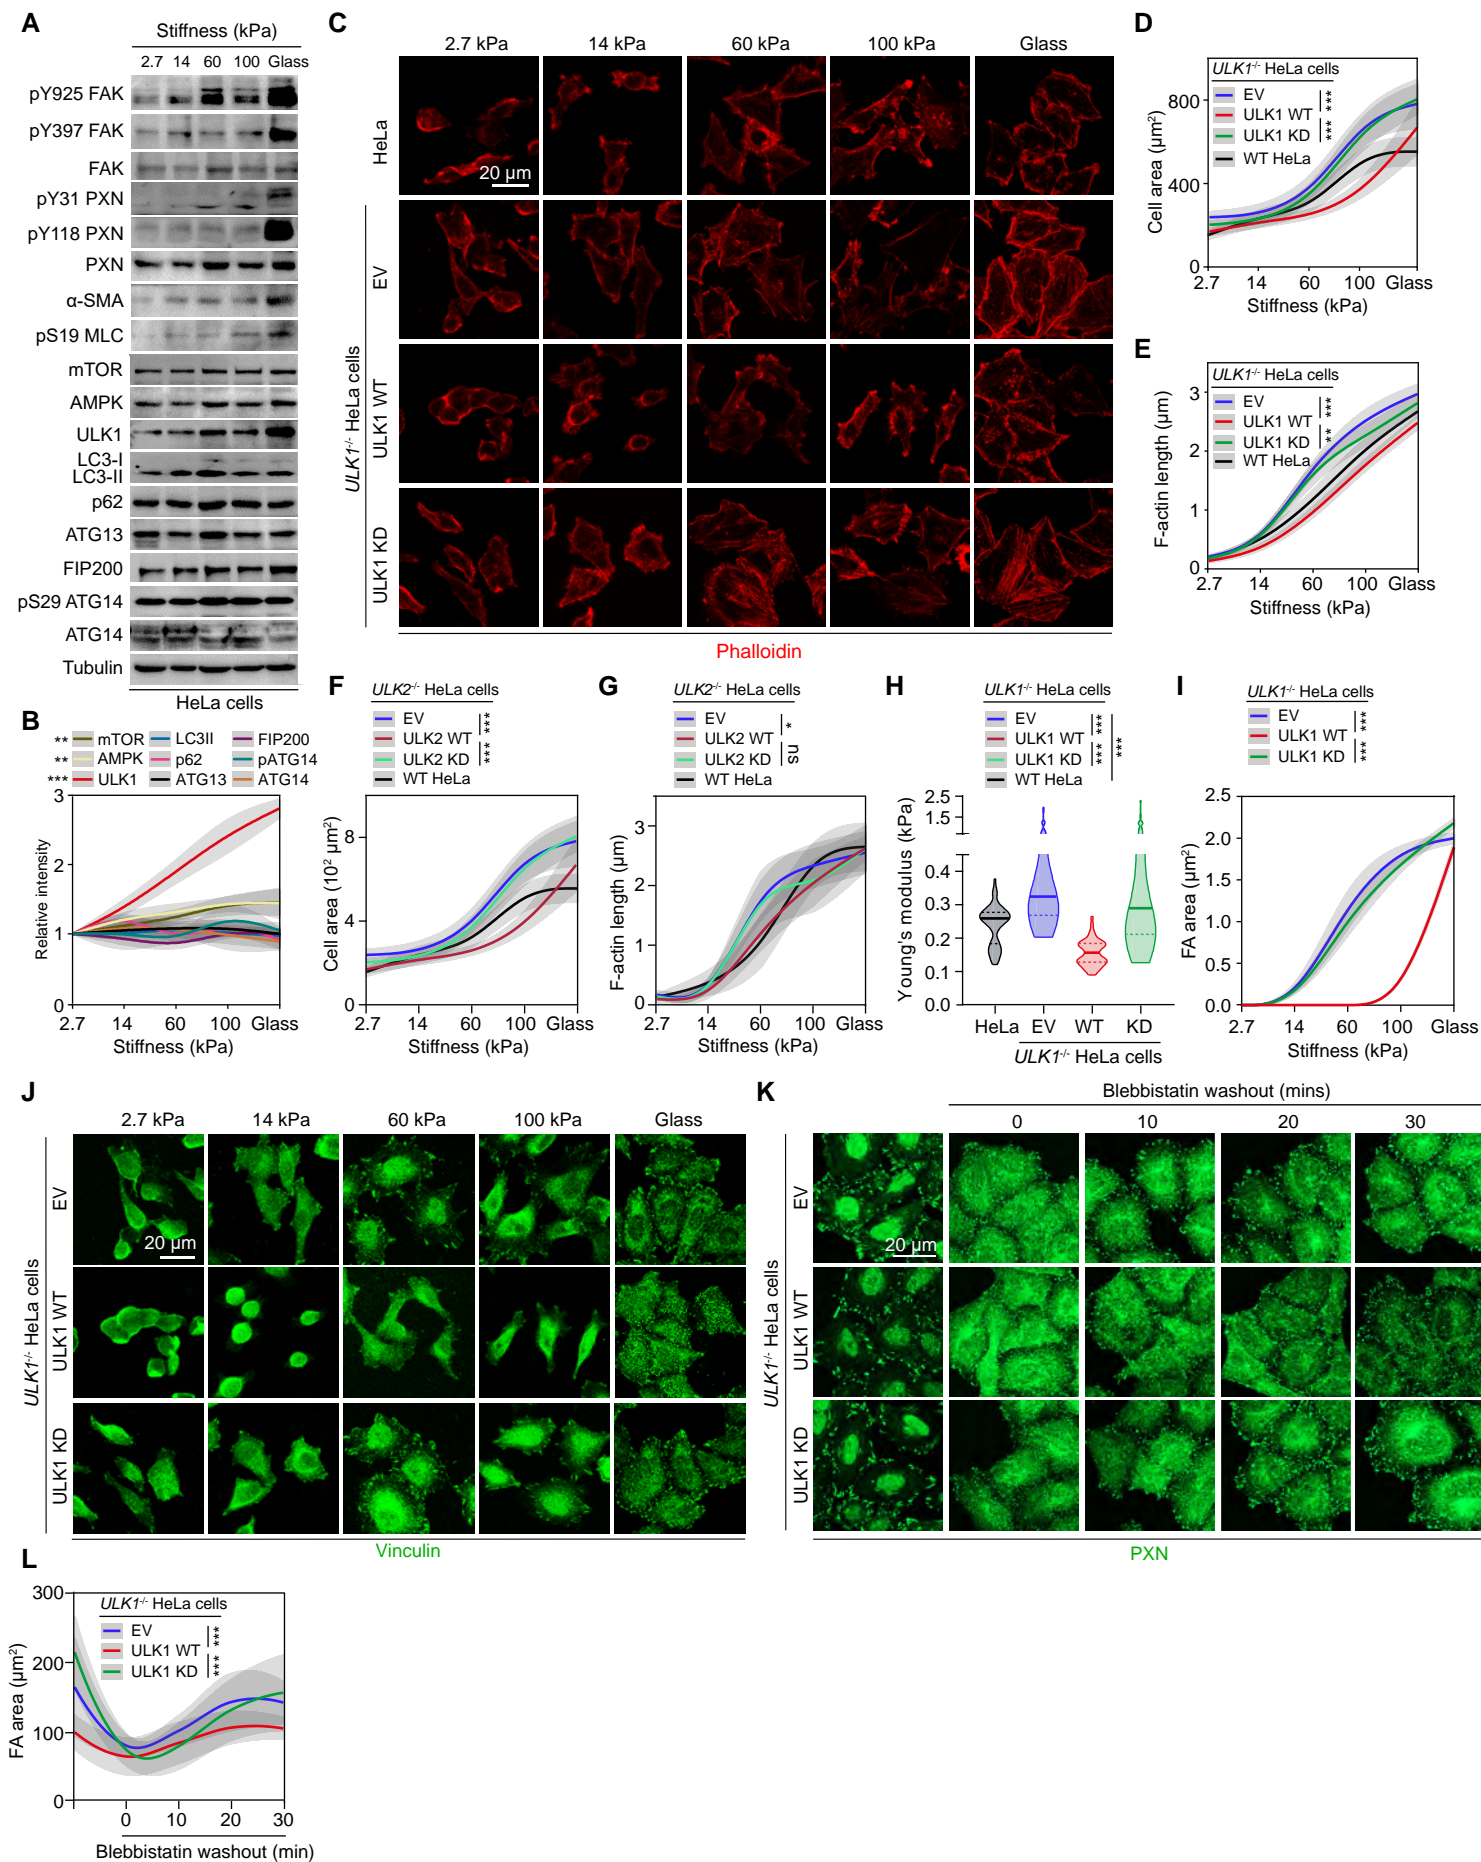 A
Stiffness (kPa)
2.7 14 60 100 Glass
pY925 FAK
pY397 FAK
FAK
pY31 PXN
pY118 PXN
PXN
α-SMA
pS19 MLC
mTOR
AMPK
ULK1
LC3-I
LC3-II
p62
ATG13
FIP200
pS29 ATG14
ATG14
Tubulin
HeLa cells
B
** mTOR LC3II FIP200
** AMPK p62 pATG14
*** ULK1 ATG13 ATG14
Relative intensity
3
2
1
0
2.7 14 60 100 Glass
Stiffness (kPa)
C
2.7 kPa 14 kPa 60 kPa 100 kPa Glass
HeLa
20 µm
ULK1-/- HeLa cells
EV
ULK1 WT
ULK1 KD
Phalloidin
D
ULK1-/- HeLa cells
EV
ULK1 WT
ULK1 KD
WT HeLa
***
***
Cell area (µm²)
800
400
0
2.7 14 60 100 Glass
Stiffness (kPa)
E
ULK1-/- HeLa cells
EV
ULK1 WT
ULK1 KD
WT HeLa
***
**
F-actin length (µm)
3
2
1
0
2.7 14 60 100 Glass
Stiffness (kPa)
F
ULK2-/- HeLa cells
EV
ULK2 WT
ULK2 KD
WT HeLa
***
***
Cell area (10² µm²)
8
4
0
2.7 14 60 100 Glass
Stiffness (kPa)
G
ULK2-/- HeLa cells
EV
ULK2 WT
ULK2 KD
WT HeLa
*
ns
F-actin length (µm)
3
2
1
0
2.7 14 60 100 Glass
Stiffness (kPa)
H
ULK1-/- HeLa cells
EV
ULK1 WT
ULK1 KD
WT HeLa
***
***
***
Young's modulus (kPa)
2.5
1.5
0.4
0.3
0.2
0.1
0.0
HeLa EV WT KD
ULK1-/- HeLa cells
I
ULK1-/- HeLa cells
EV
ULK1 WT
ULK1 KD
***
***
FA area (µm²)
2.5
2.0
1.5
1.0
0.5
0.0
2.7 14 60 100 Glass
Stiffness (kPa)
J
2.7 kPa 14 kPa 60 kPa 100 kPa Glass
ULK1-/- HeLa cells
EV
20 µm
ULK1 WT
ULK1 KD
Vinculin
K
Blebbistatin washout (mins)
0 10 20 30
ULK1-/- HeLa cells
EV
20 µm
ULK1 WT
ULK1 KD
PXN
L
ULK1-/- HeLa cells
EV
ULK1 WT
ULK1 KD
***
***
FA area (µm²)
300
200
100
0
0 10 20 30
Blebbistatin washout (min)